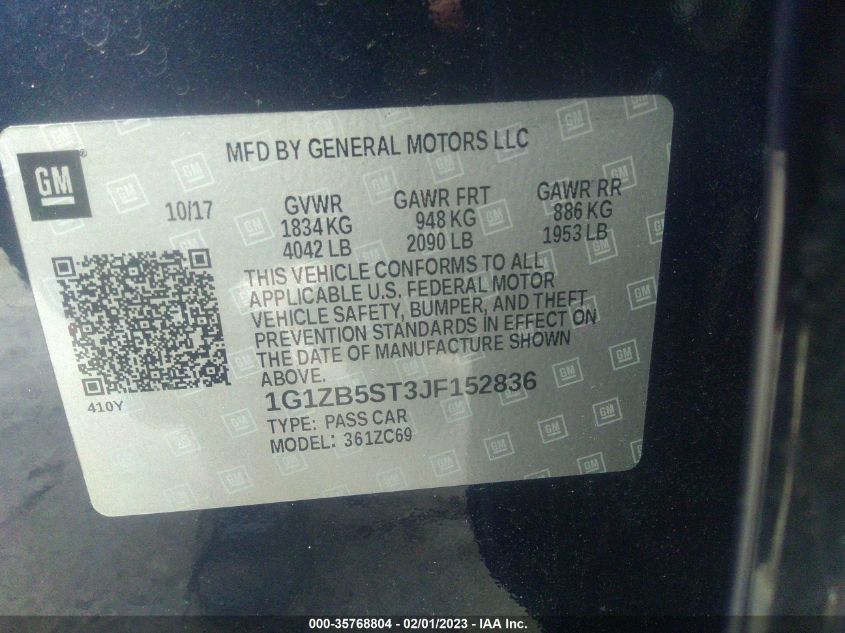 MFD BY GENERAL MOTORS LLC
GM
10/17
GVWR GAWR FRT GAWR RR
1834 KG 948 KG 886 KG
4042 LB 2090 LB 1953 LB
THIS VEHICLE CONFORMS TO ALL
APPLICABLE U.S. FEDERAL MOTOR
VEHICLE SAFETY, BUMPER, AND THEFT
PREVENTION STANDARDS IN EFFECT ON
THE DATE OF MANUFACTURE SHOWN
ABOVE.
410Y
1G1ZB5ST3JF152836
TYPE: PASS CAR
MODEL: 361ZC69
000-35768804 - 02/01/2023 - IAA Inc.